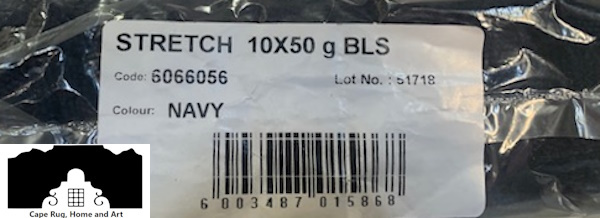 STRETCH 10X50 g BLS
Code: 6066056
Lot No. : 51718
Colour: NAVY
6 003487 015868
Cape Rug, Home and Art